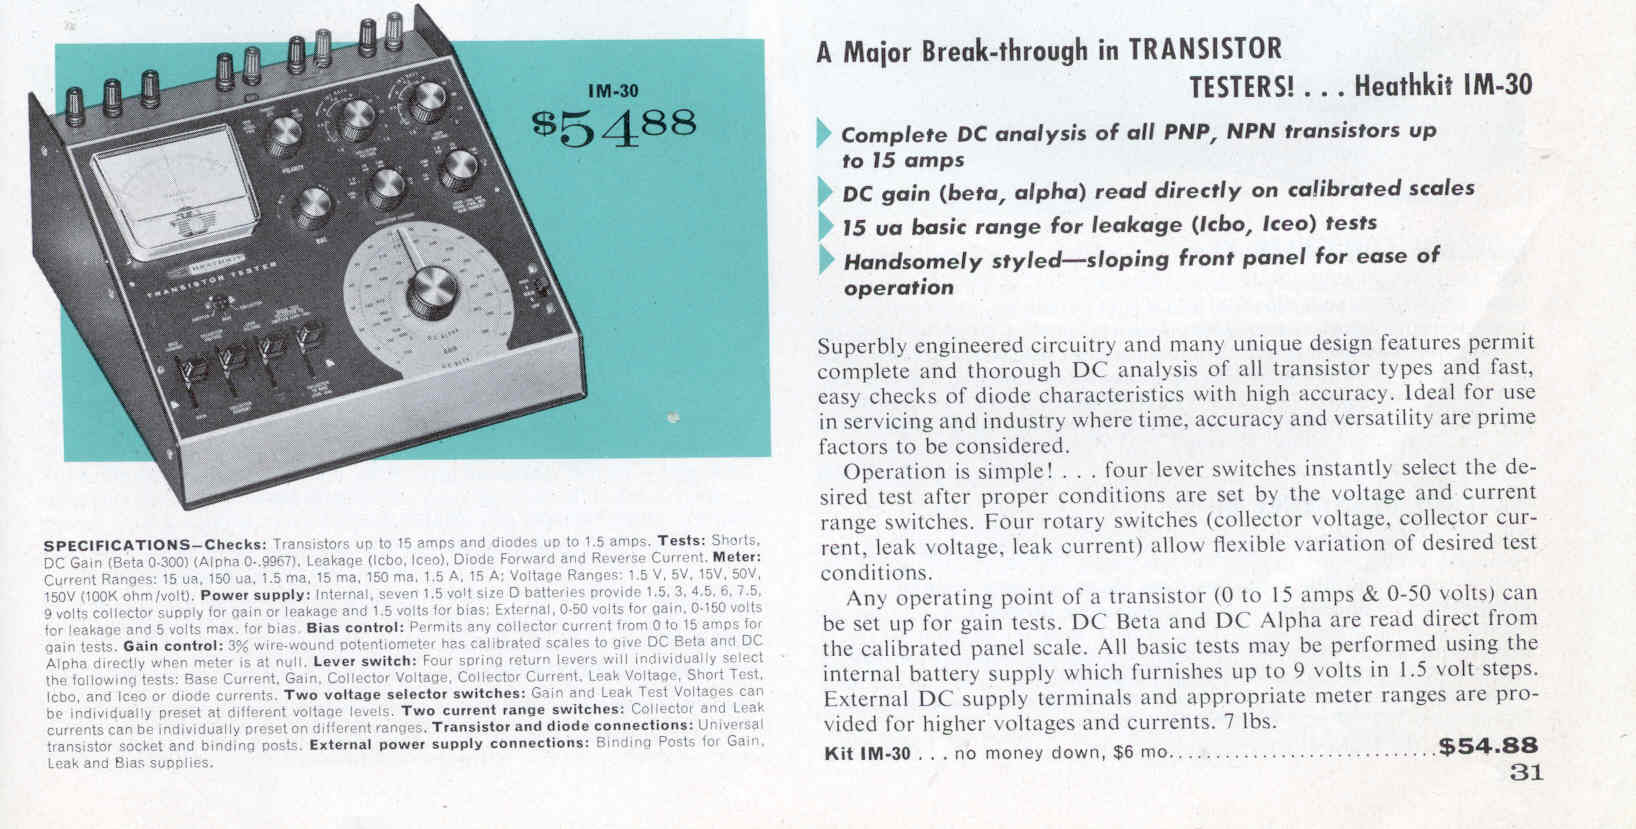 IM-30
$54 88
HEATHKIT
TRANSISTOR TESTER
POLARITY
BIAS
D.C. ALPHA
GAIN
D.C. BETA
SPECIFICATIONS—Checks: Transistors up to 15 amps and diodes up to 1.5 amps. Tests: Shorts,
DC Gain (Beta 0-300) (Alpha 0-.9967), Leakage (Icbo, Iceo), Diode Forward and Reverse Current. Meter:
Current Ranges: 15 ua, 150 ua, 1.5 ma, 15 ma, 150 ma, 1.5 A, 15 A; Voltage Ranges: 1.5 V, 5V, 15V, 50V,
150V (100K ohm/volt). Power supply: Internal, seven 1.5 volt size D batteries provide 1.5, 3, 4.5, 6, 7.5,
9 volts collector supply for gain or leakage and 1.5 volts for bias; External, 0-50 volts for gain, 0-150 volts
for leakage and 5 volts max. for bias. Bias control: Permits any collector current from 0 to 15 amps for
gain tests. Gain control: 3% wire-wound potentiometer has calibrated scales to give DC Beta and DC
Alpha directly when meter is at null. Lever switch: Four spring return levers will individually select
the following tests: Base Current, Gain, Collector Voltage, Collector Current, Leak Voltage, Short Test,
Icbo, and Iceo or diode currents. Two voltage selector switches: Gain and Leak Test Voltages can
be individually preset at different voltage levels. Two current range switches: Collector and Leak
currents can be individually preset on different ranges. Transistor and diode connections: Universal
transistor socket and binding posts. External power supply connections: Binding Posts for Gain,
Leak and Bias supplies.
A Major Break-through in TRANSISTOR
TESTERS! . . . Heathkit IM-30
Complete DC analysis of all PNP, NPN transistors up
to 15 amps
DC gain (beta, alpha) read directly on calibrated scales
15 ua basic range for leakage (Icbo, Iceo) tests
Handsomely styled—sloping front panel for ease of
operation
Superbly engineered circuitry and many unique design features permit
complete and thorough DC analysis of all transistor types and fast,
easy checks of diode characteristics with high accuracy. Ideal for use
in servicing and industry where time, accuracy and versatility are prime
factors to be considered.
Operation is simple! . . . four lever switches instantly select the de-
sired test after proper conditions are set by the voltage and current
range switches. Four rotary switches (collector voltage, collector cur-
rent, leak voltage, leak current) allow flexible variation of desired test
conditions.
Any operating point of a transistor (0 to 15 amps & 0-50 volts) can
be set up for gain tests. DC Beta and DC Alpha are read direct from
the calibrated panel scale. All basic tests may be performed using the
internal battery supply which furnishes up to 9 volts in 1.5 volt steps.
External DC supply terminals and appropriate meter ranges are pro-
vided for higher voltages and currents. 7 lbs.
Kit IM-30 . . . no money down, $6 mo. . . . . . . . . . . . . . . . . . . . . . . . . . . . . $54.88
31